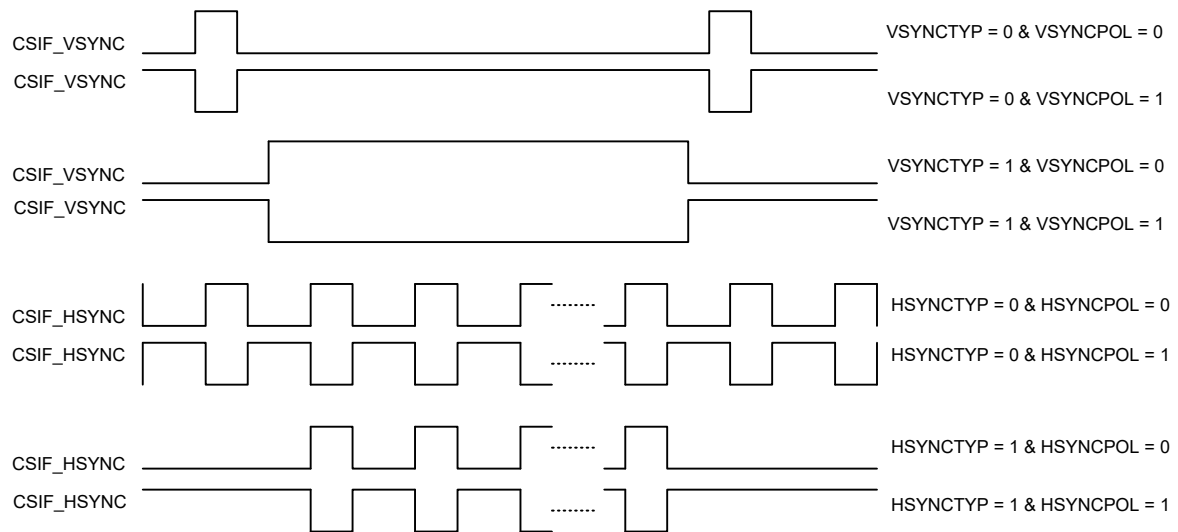 CSIF_VSYNC
VSYNCTYP = 0 & VSYNCPOL = 0
CSIF_VSYNC
VSYNCTYP = 0 & VSYNCPOL = 1
CSIF_VSYNC
VSYNCTYP = 1 & VSYNCPOL = 0
CSIF_VSYNC
VSYNCTYP = 1 & VSYNCPOL = 1
CSIF_HSYNC
HSYNCTYP = 0 & HSYNCPOL = 0
CSIF_HSYNC
HSYNCTYP = 0 & HSYNCPOL = 1
CSIF_HSYNC
HSYNCTYP = 1 & HSYNCPOL = 0
CSIF_HSYNC
HSYNCTYP = 1 & HSYNCPOL = 1